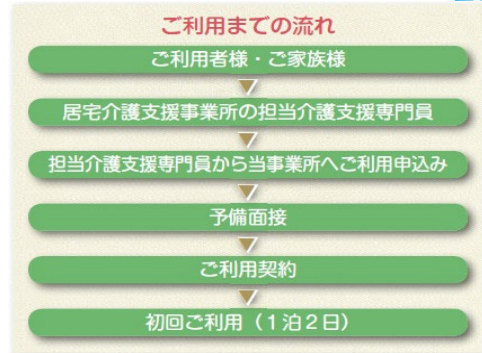 ご利用までの流れ
ご利用者様・ご家族様
居宅介護支援事業所の担当介護支援専門員
担当介護支援専門員から当事業所へご利用申込み
予備面接
ご利用契約
初回ご利用（１泊２日）